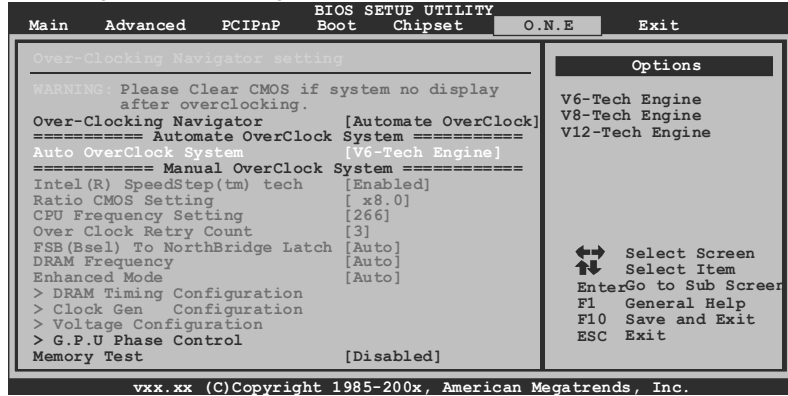 BIOS SETUP UTILITY
Main Advanced PCIPnP Boot Chipset O.N.E Exit
Over-Clocking Navigator setting
WARNING: Please Clear CMOS if system no display
after overclocking.
Over-Clocking Navigator [Automate OverClock]
=========== Automate OverClock System ===========
Auto OverClock System [V6-Tech Engine]
============ Manual OverClock System ============
Intel(R) SpeedStep(tm) tech [Enabled]
Ratio CMOS Setting [ x8.0]
CPU Frequency Setting [266]
Over Clock Retry Count [3]
FSB(Bsel) To NorthBridge Latch [Auto]
DRAM Frequency [Auto]
Enhanced Mode [Auto]
> DRAM Timing Configuration
> Clock Gen Configuration
> Voltage Configuration
> G.P.U Phase Control
Memory Test [Disabled]
Options
V6-Tech Engine
V8-Tech Engine
V12-Tech Engine
Select Screen
Select Item
Enter Go to Sub Screen
F1 General Help
F10 Save and Exit
ESC Exit
vxx.xx (C)Copyright 1985-200x, American Megatrends, Inc.